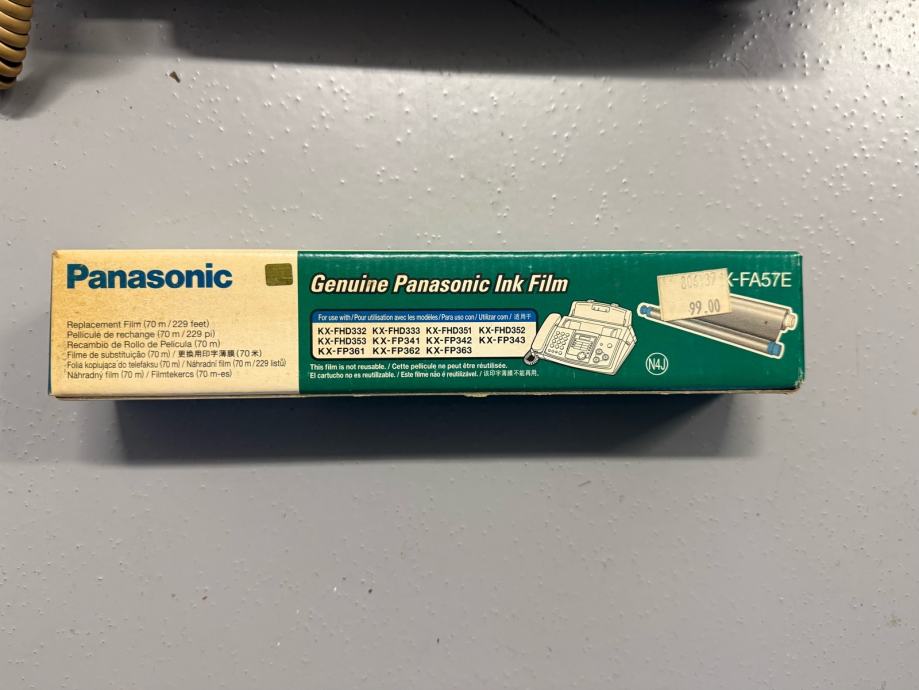 Panasonic
Replacement Film (70 m / 229 feet)
Pellicule de rechange (70 m / 229 pi)
Recambio de Rollo de Película (70 m)
Filme de substituição (70 m) / 更換用印字薄膜 (70 米)
Folia kopiująca do telefaksu (70 m) / Náhradní film (70 m / 229 listů)
Náhradný film (70 m) / Filmtekercs (70 m-es)
Genuine Panasonic Ink Film
For use with / Pour utilisation avec les modèles / Para uso con / Utilizar com / 适用于
KX-FHD332 KX-FHD333 KX-FHD351 KX-FHD352
KX-FHD353 KX-FP341 KX-FP342 KX-FP343
KX-FP361 KX-FP362 KX-FP363
This film is not reusable. / Cette pellicule ne peut être réutilisée.
El cartucho no es reutilizable. / Este filme não é reutilizável. / 该印字薄膜不能再用。
X-FA57E
99.00
N4J